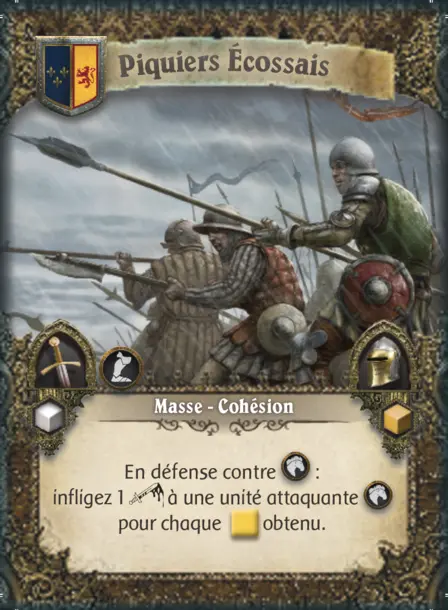 Piquiers Écossais
Masse - Cohésion
En défense contre :
infligez 1 à une unité attaquante
pour chaque obtenu.